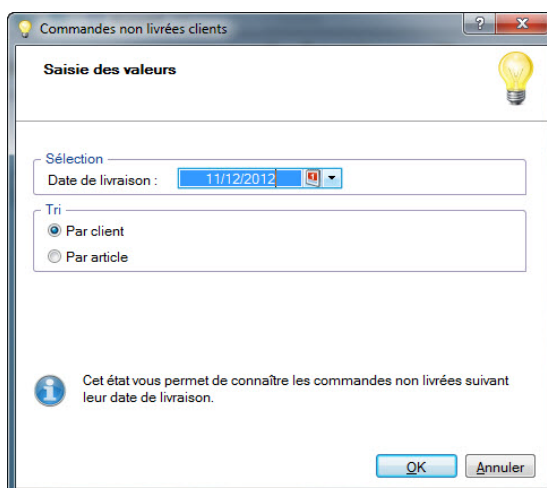 Commandes non livrées clients
Saisie des valeurs
Sélection
Date de livraison : 11/12/2012
Tri
Par client
Par article
Cet état vous permet de connaître les commandes non livrées suivant
leur date de livraison.
OK Annuler